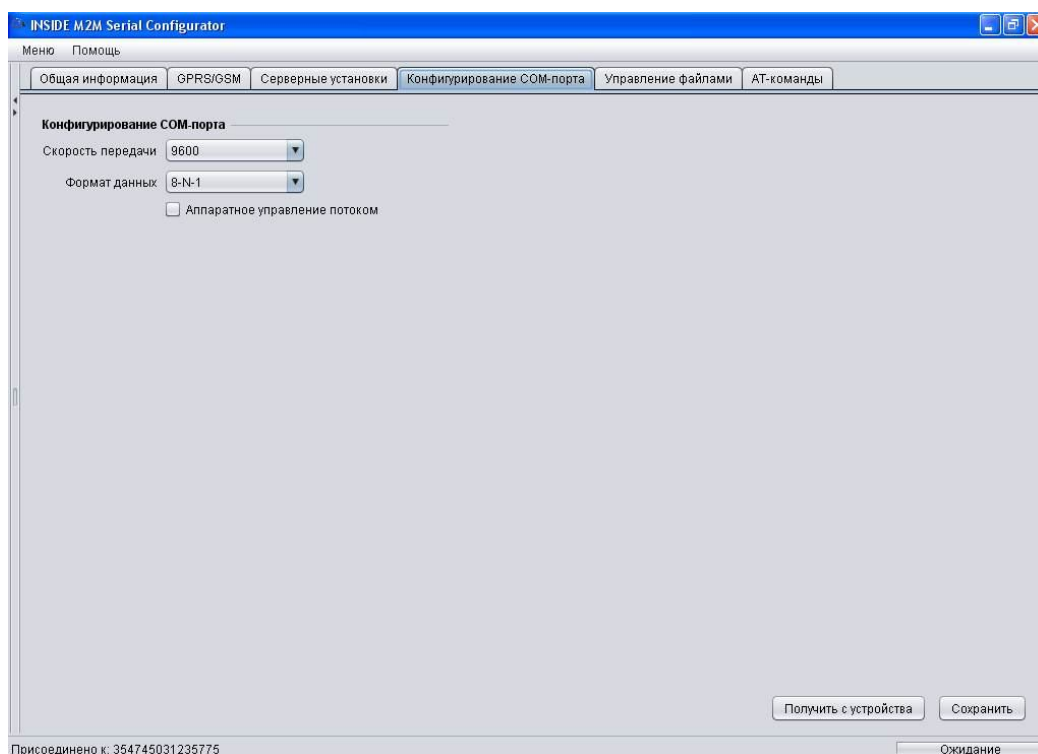 INSIDE M2M Serial Configurator
Меню Помощь
Общая информация GPRS/GSM Серверные установки Конфигурирование COM-порта Управление файлами АТ-команды
Конфигурирование COM-порта
Скорость передачи 9600
Формат данных 8-N-1
Аппаратное управление потоком
Получить с устройства Сохранить
Присоединено к: 354745031235775 Ожидание